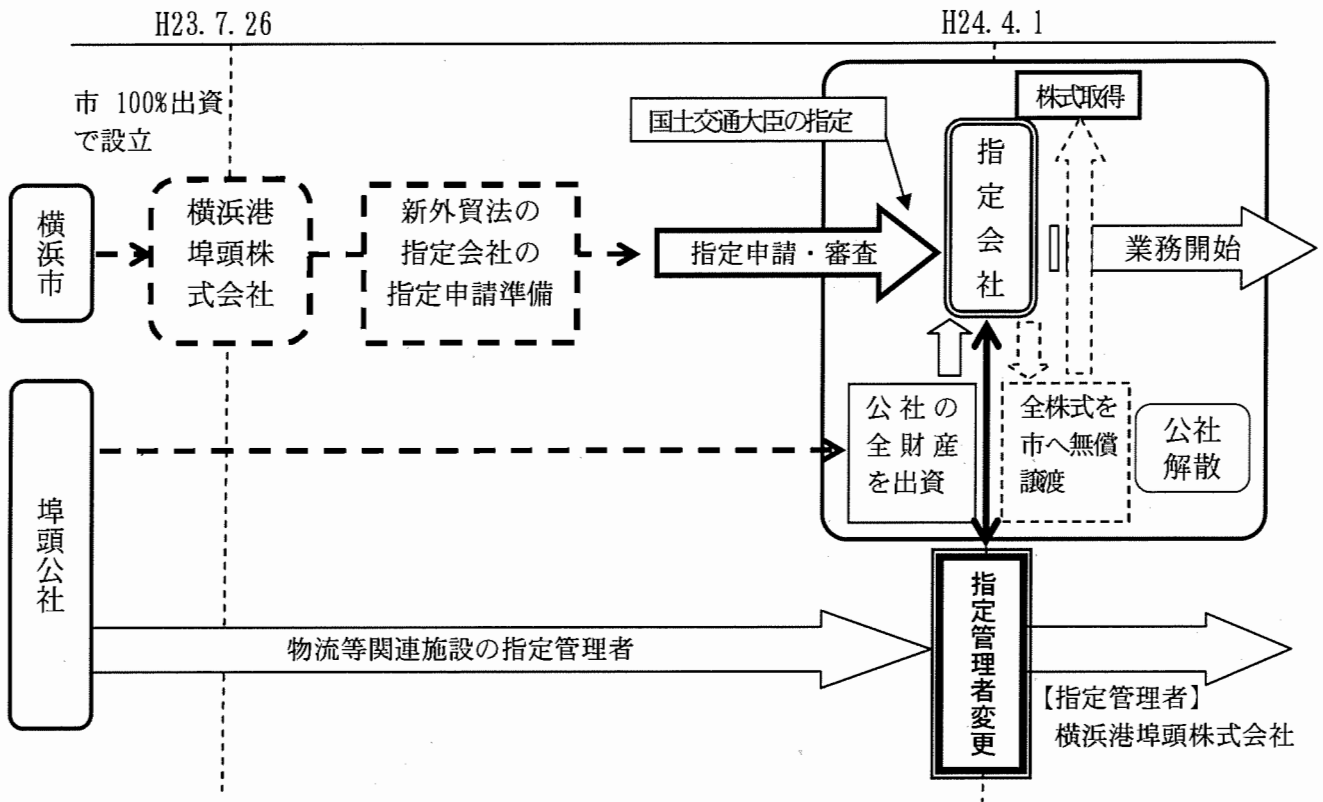 H23.7.26
H24.4.1
市 100%出資
で設立
国土交通大臣の指定
株式取得
横浜市
横浜港
埠頭株
式会社
新外貿法の
指定会社の
指定申請準備
指定申請・審査
指定会社
業務開始
埠頭公社
公社の
全財産
を出資
全株式を
市へ無償
譲渡
公社
解散
物流等関連施設の指定管理者
指定管理者変更
【指定管理者】
横浜港埠頭株式会社